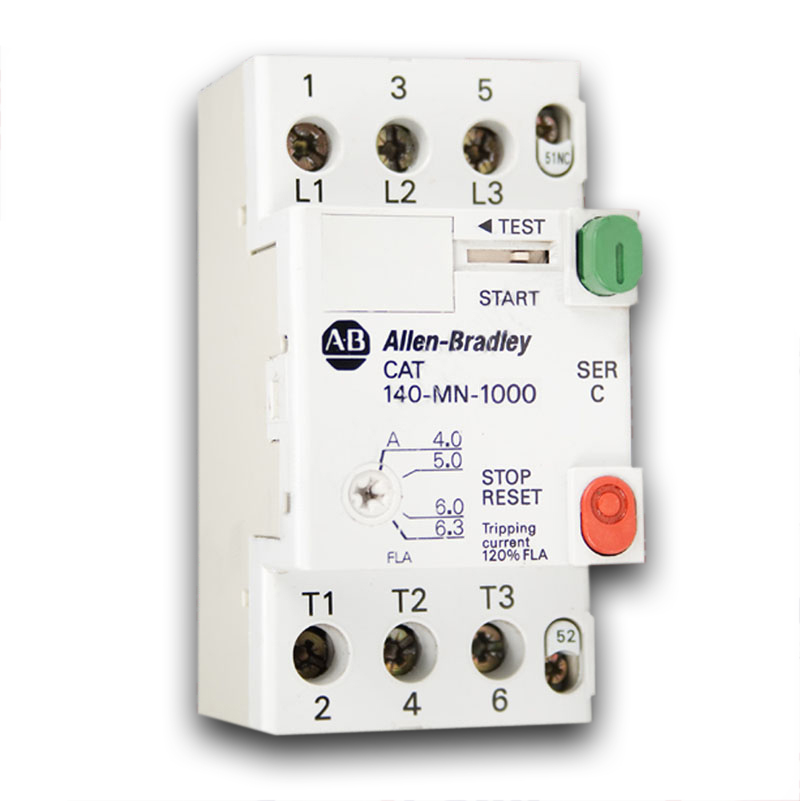 1 3 5
51NC
L1 L2 L3
◄ TEST
START
A·B Allen-Bradley
CAT
140-MN-1000
SER
C
A 4.0
5.0
6.0
6.3
FLA
STOP
RESET
Tripping
current
120% FLA
T1 T2 T3
52
2 4 6